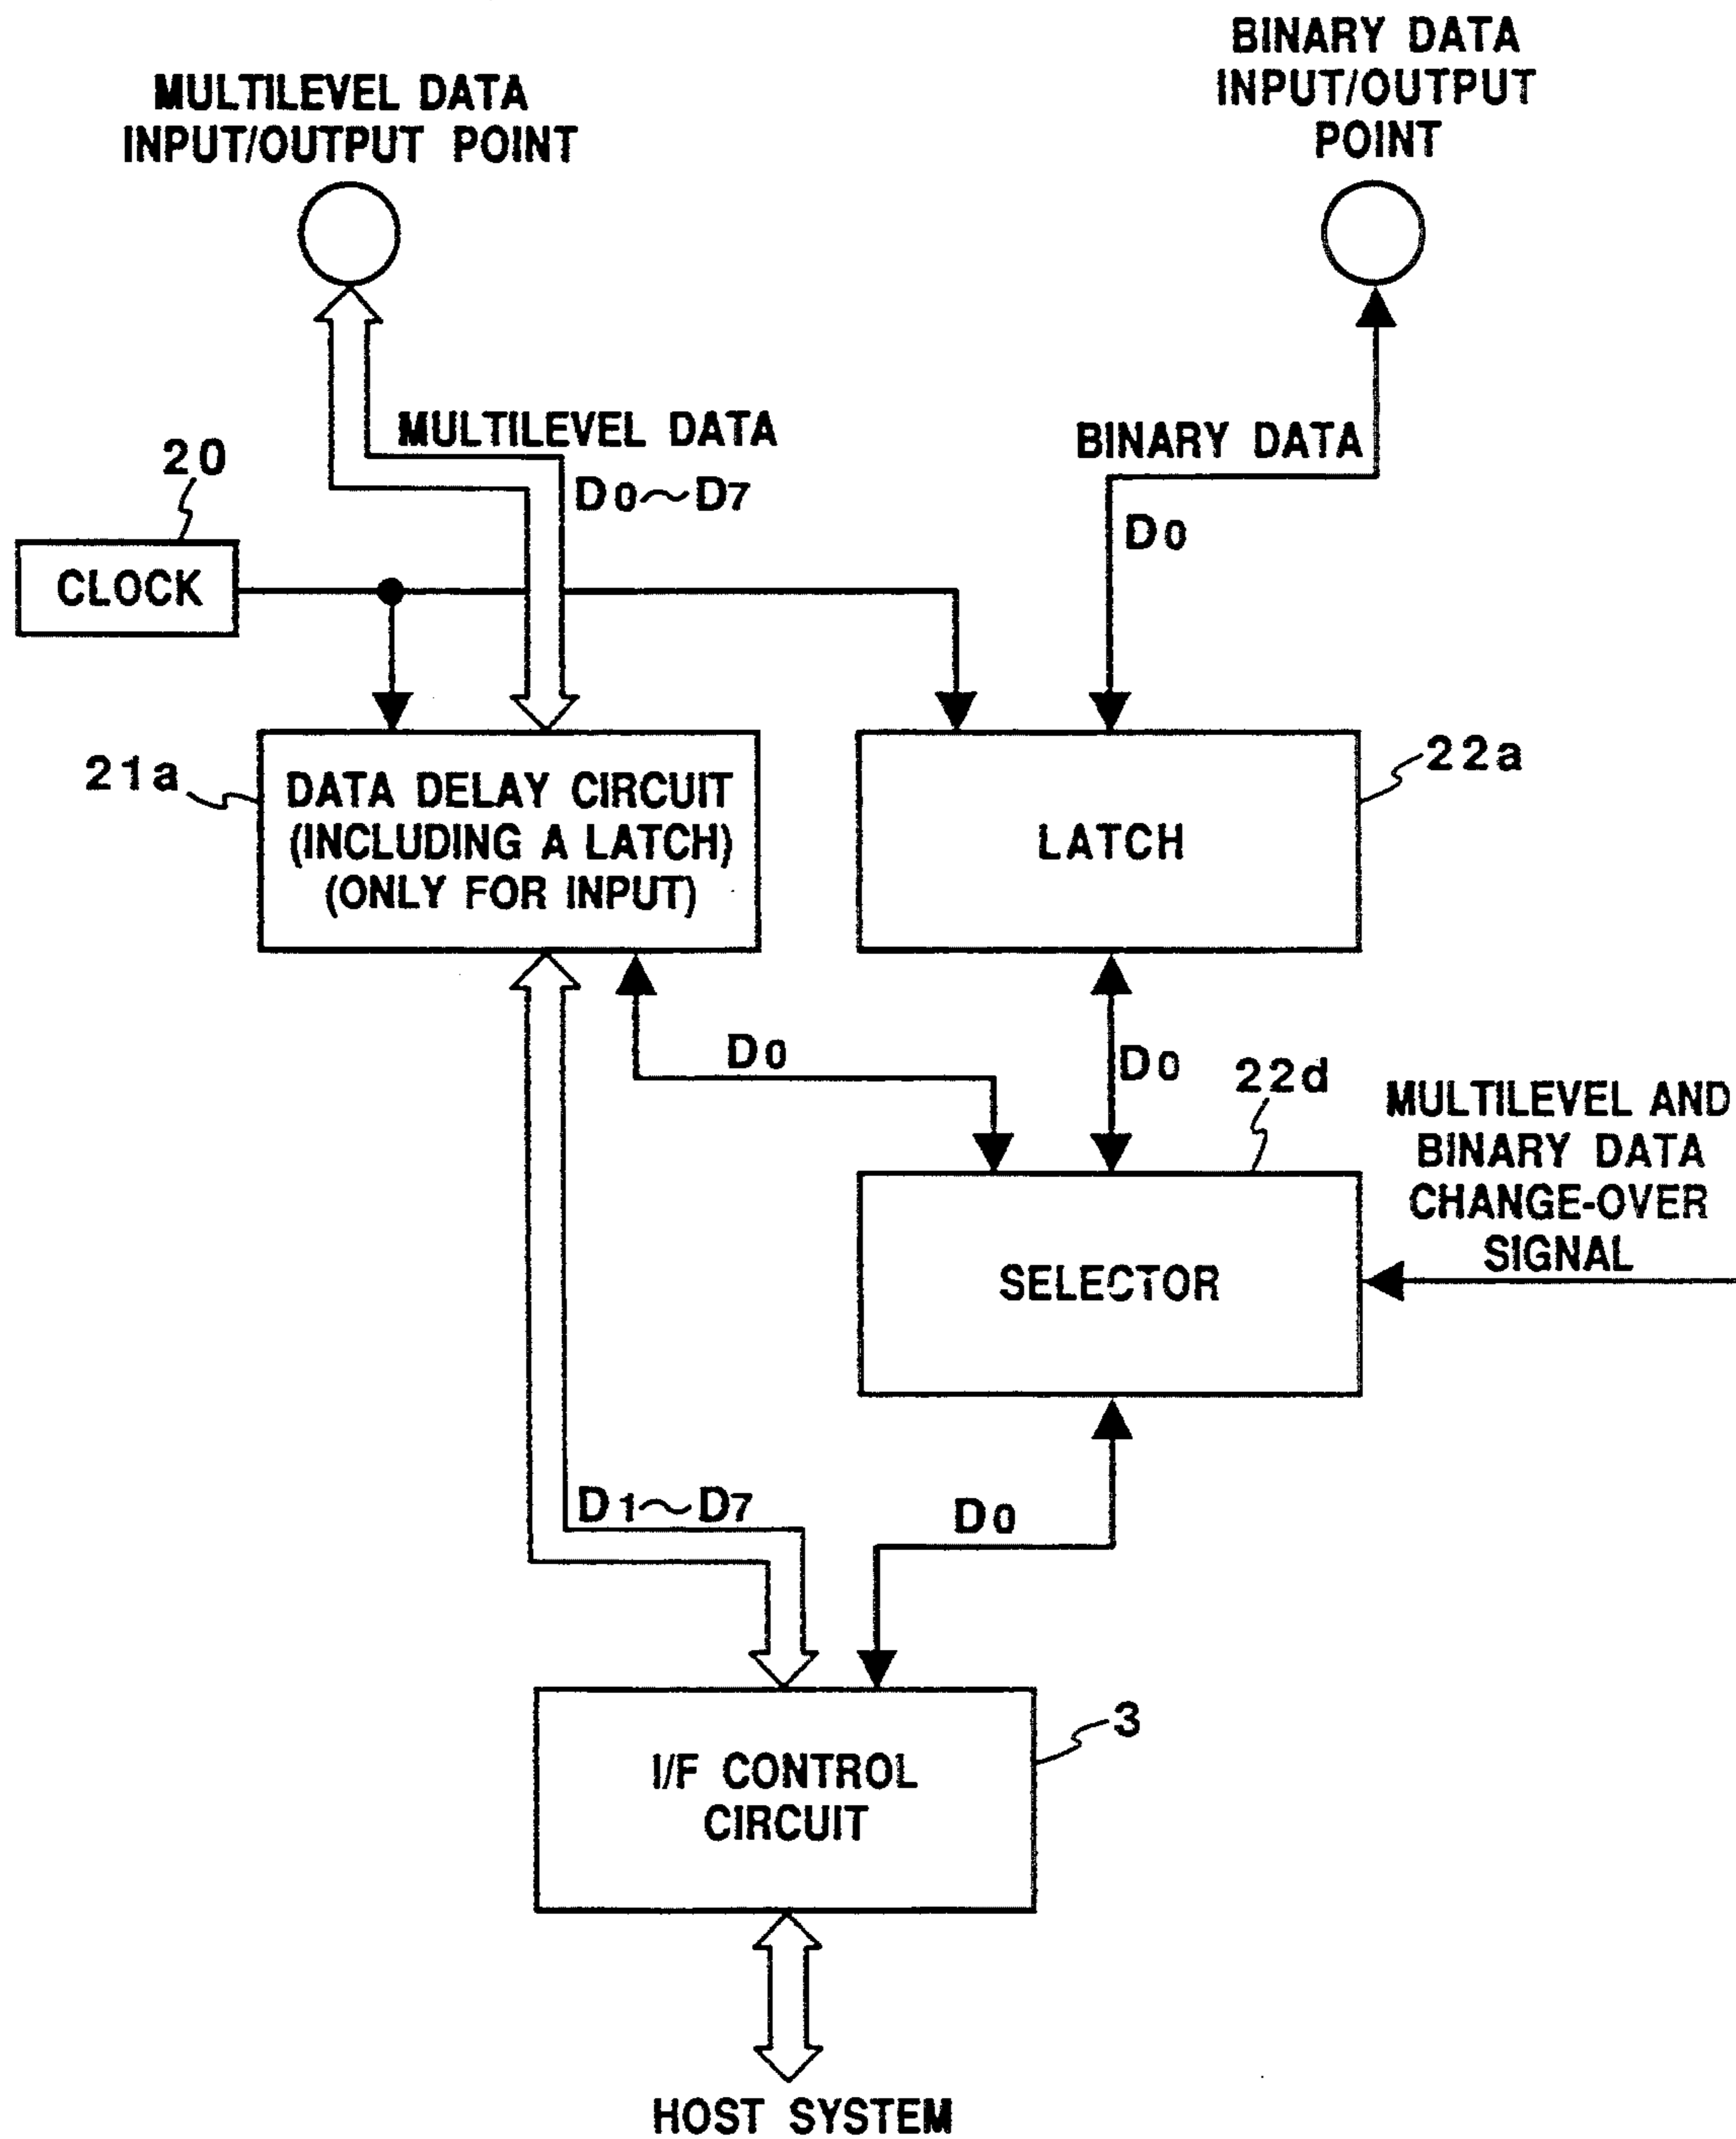 MULTILEVEL DATA
INPUT/OUTPUT POINT
BINARY DATA
INPUT/OUTPUT
POINT
MULTILEVEL DATA
D0～D7
BINARY DATA
D0
20
CLOCK
21a
DATA DELAY CIRCUIT
(INCLUDING A LATCH)
(ONLY FOR INPUT)
22a
LATCH
D0
D0
22d
MULTILEVEL AND
BINARY DATA
CHANGE-OVER
SIGNAL
SELECTOR
D1～D7
D0
3
I/F CONTROL
CIRCUIT
HOST SYSTEM